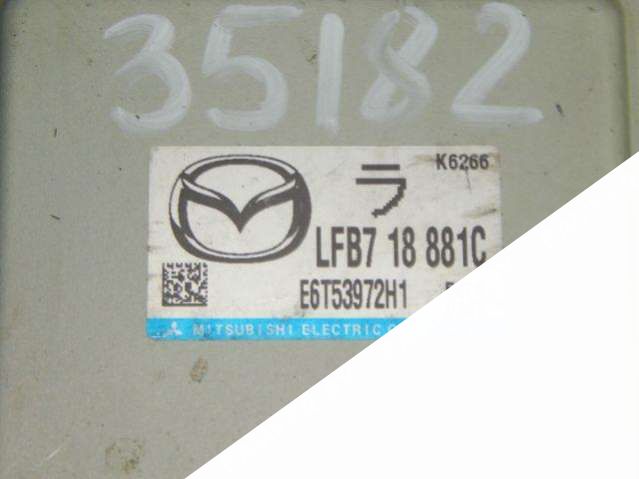 35182
K6266
ラ
LFB7 18 881C
E6T53972H1
MITSUBISHI ELECTRIC